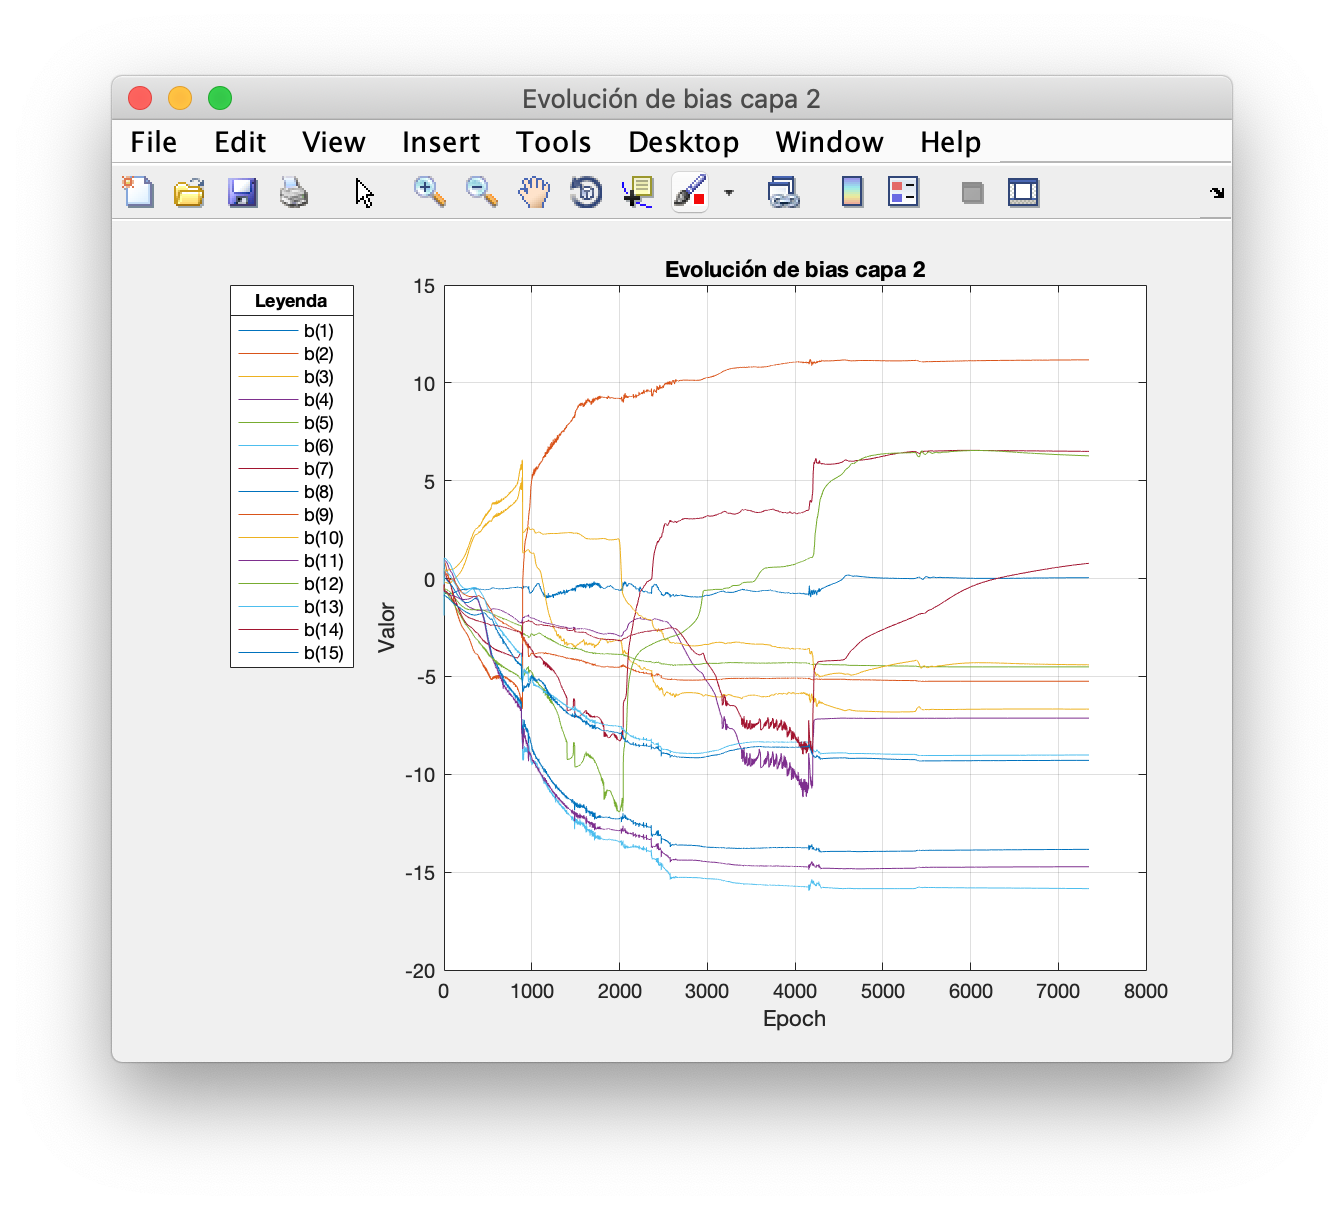 Evolución de bias capa 2
File Edit View Insert Tools Desktop Window Help
Evolución de bias capa 2
Leyenda
b(1)
b(2)
b(3)
b(4)
b(5)
b(6)
b(7)
b(8)
b(9)
b(10)
b(11)
b(12)
b(13)
b(14)
b(15)
Valor
15
10
5
0
-5
-10
-15
-20
0 1000 2000 3000 4000 5000 6000 7000 8000
Epoch